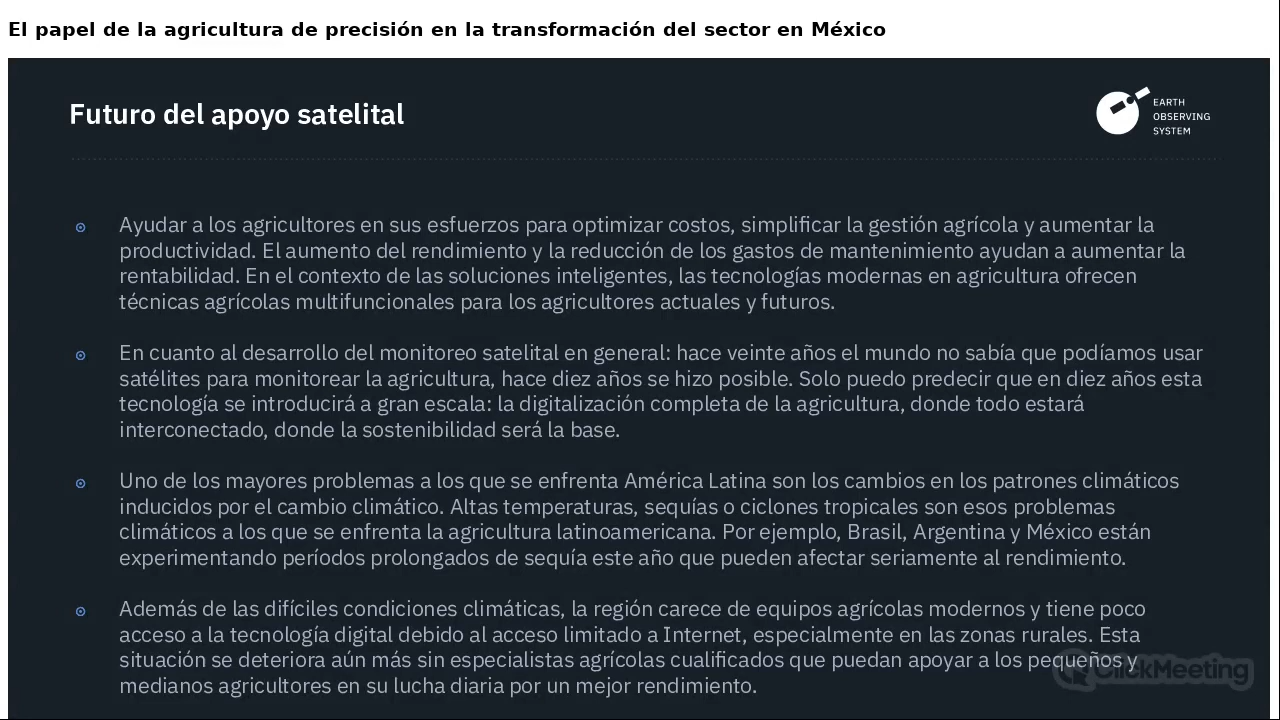 El papel de la agricultura de precisión en la transformación del sector en México
Futuro del apoyo satelital
EARTH
OBSERVING
SYSTEM
Ayudar a los agricultores en sus esfuerzos para optimizar costos, simplificar la gestión agrícola y aumentar la
productividad. El aumento del rendimiento y la reducción de los gastos de mantenimiento ayudan a aumentar la
rentabilidad. En el contexto de las soluciones inteligentes, las tecnologías modernas en agricultura ofrecen
técnicas agrícolas multifuncionales para los agricultores actuales y futuros.
En cuanto al desarrollo del monitoreo satelital en general: hace veinte años el mundo no sabía que podíamos usar
satélites para monitorear la agricultura, hace diez años se hizo posible. Solo puedo predecir que en diez años esta
tecnología se introducirá a gran escala: la digitalización completa de la agricultura, donde todo estará
interconectado, donde la sostenibilidad será la base.
Uno de los mayores problemas a los que se enfrenta América Latina son los cambios en los patrones climáticos
inducidos por el cambio climático. Altas temperaturas, sequías o ciclones tropicales son esos problemas
climáticos a los que se enfrenta la agricultura latinoamericana. Por ejemplo, Brasil, Argentina y México están
experimentando períodos prolongados de sequía este año que pueden afectar seriamente al rendimiento.
Además de las difíciles condiciones climáticas, la región carece de equipos agrícolas modernos y tiene poco
acceso a la tecnología digital debido al acceso limitado a Internet, especialmente en las zonas rurales. Esta
situación se deteriora aún más sin especialistas agrícolas cualificados que puedan apoyar a los pequeños y
medianos agricultores en su lucha diaria por un mejor rendimiento.
ClickMeeting